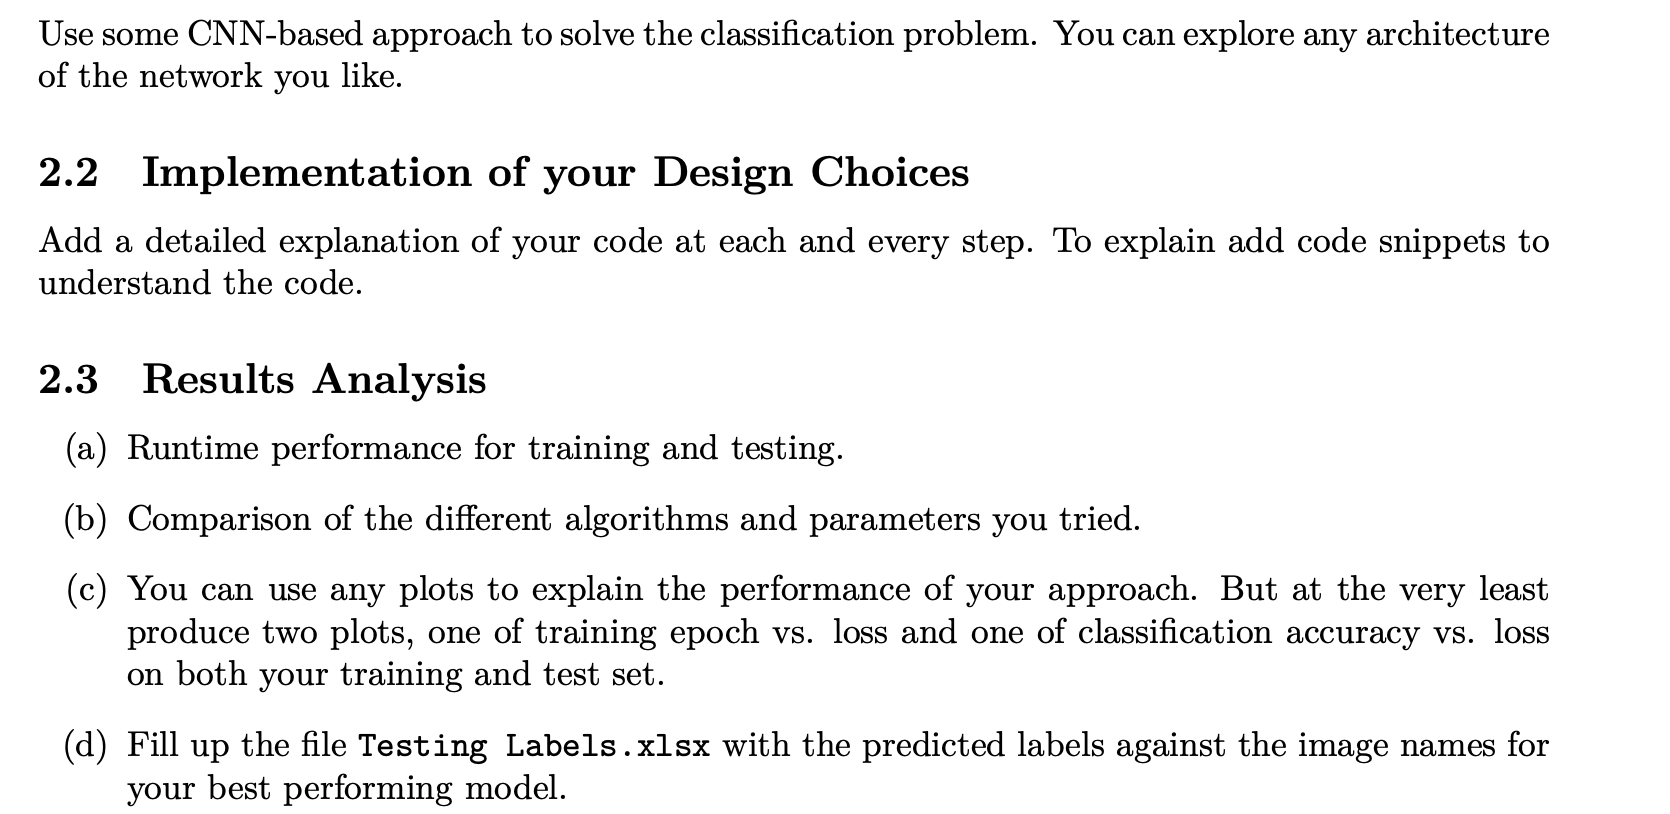 Use some CNN-based approach to solve the classification problem. You can explore any architecture
of the network you like.
2.2 Implementation of your Design Choices
Add a detailed explanation of your code at each and every step. To explain add code snippets to
understand the code.
2.3 Results Analysis
(a) Runtime performance for training and testing.
(b) Comparison of the different algorithms and parameters you tried.
(c) You can use any plots to explain the performance of your approach. But at the very least
produce two plots, one of training epoch vs. loss and one of classification accuracy vs. loss
on both your training and test set.
(d) Fill up the file Testing Labels.xlsx with the predicted labels against the image names for
your best performing model.